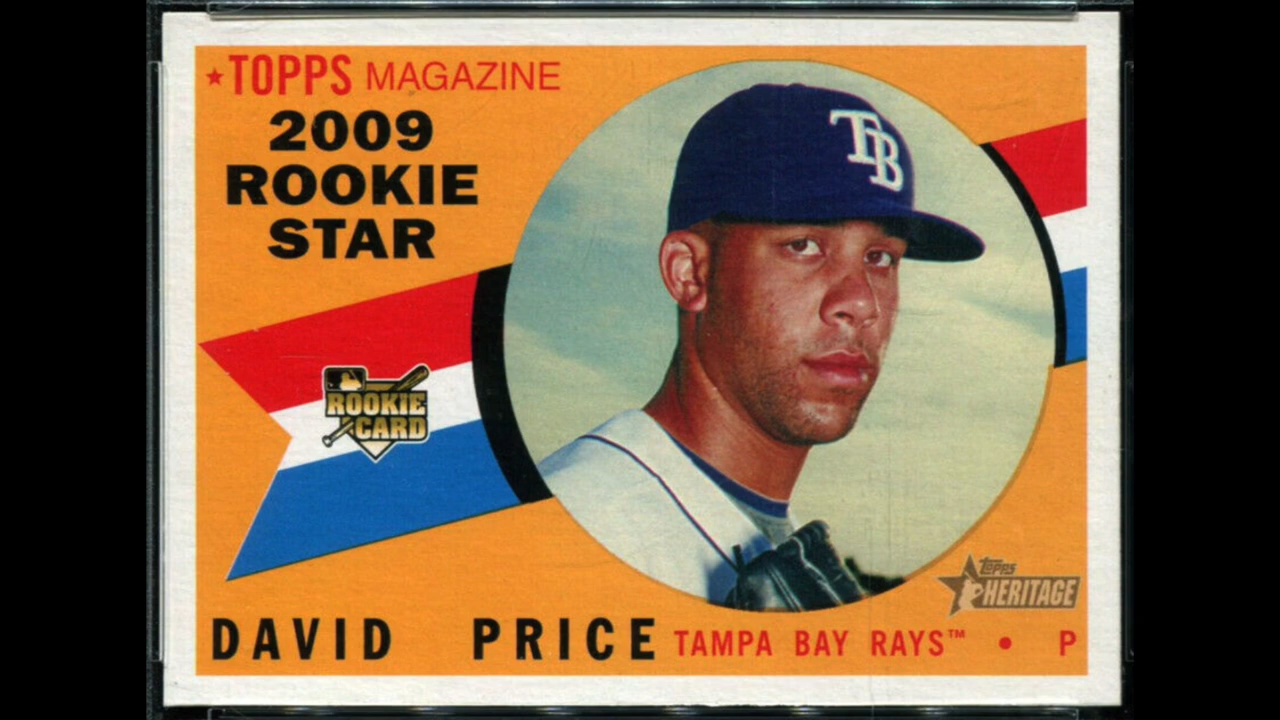 TOPPS MAGAZINE
2009
ROOKIE
STAR
TB
ROOKIE
CARD
TOPPS
HERITAGE
DAVID PRICE TAMPA BAY RAYS™ • P